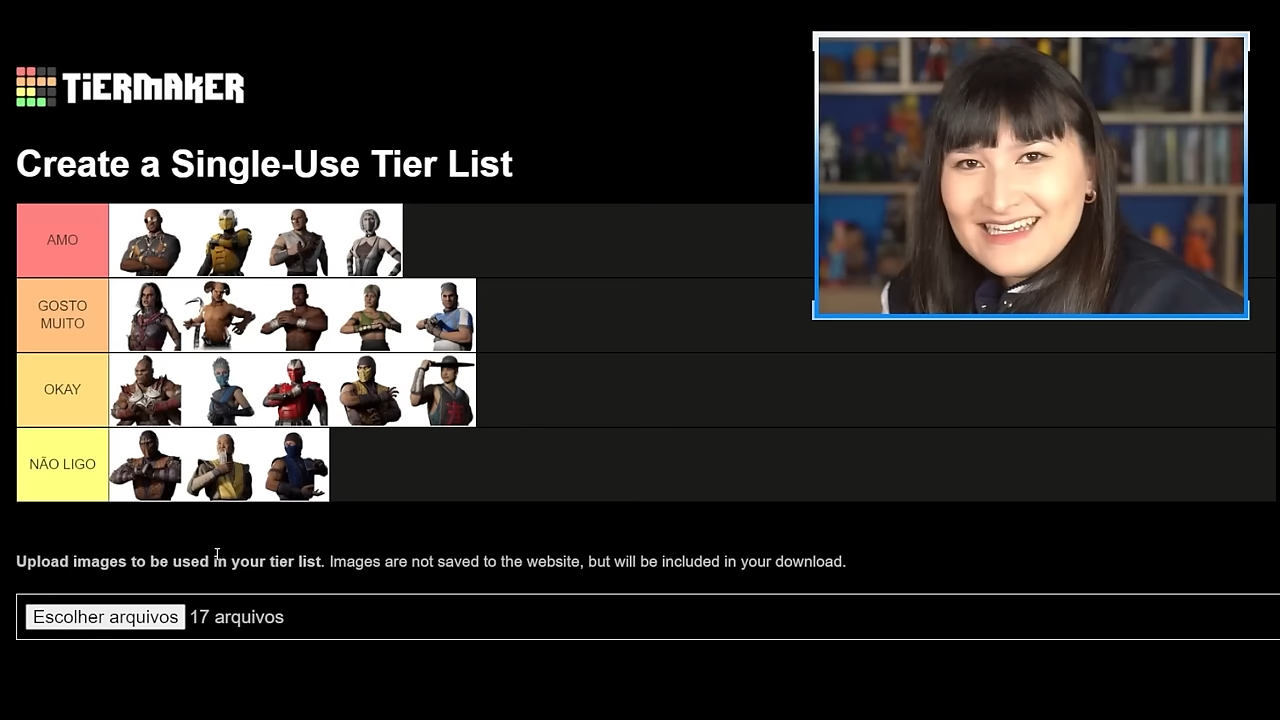 TiERMAKER
Create a Single-Use Tier List
AMO
GOSTO
MUITO
OKAY
NÃO LIGO
Upload images to be used in your tier list. Images are not saved to the website, but will be included in your download.
Escolher arquivos 17 arquivos